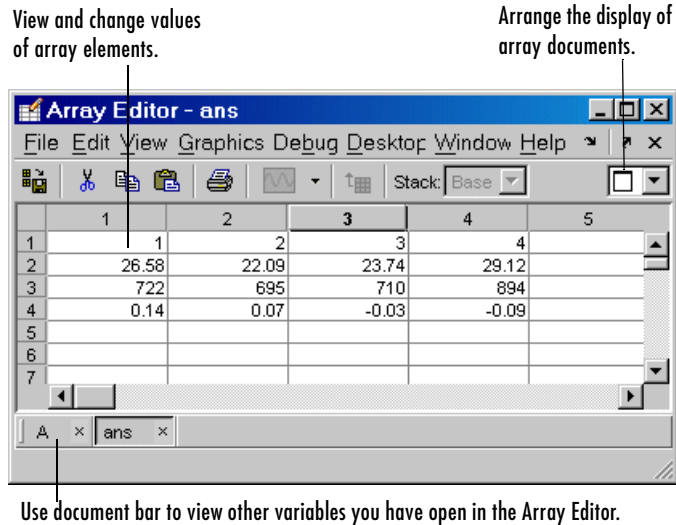 View and change values
of array elements.
Arrange the display of
array documents.
Array Editor - ans
File Edit View Graphics Debug Desktop Window Help
Stack: Base
1 2 3 4 5
1 1 2 3 4
2 26.58 22.09 23.74 29.12
3 722 695 710 894
4 0.14 0.07 -0.03 -0.09
5
6
7
A × ans ×
Use document bar to view other variables you have open in the Array Editor.